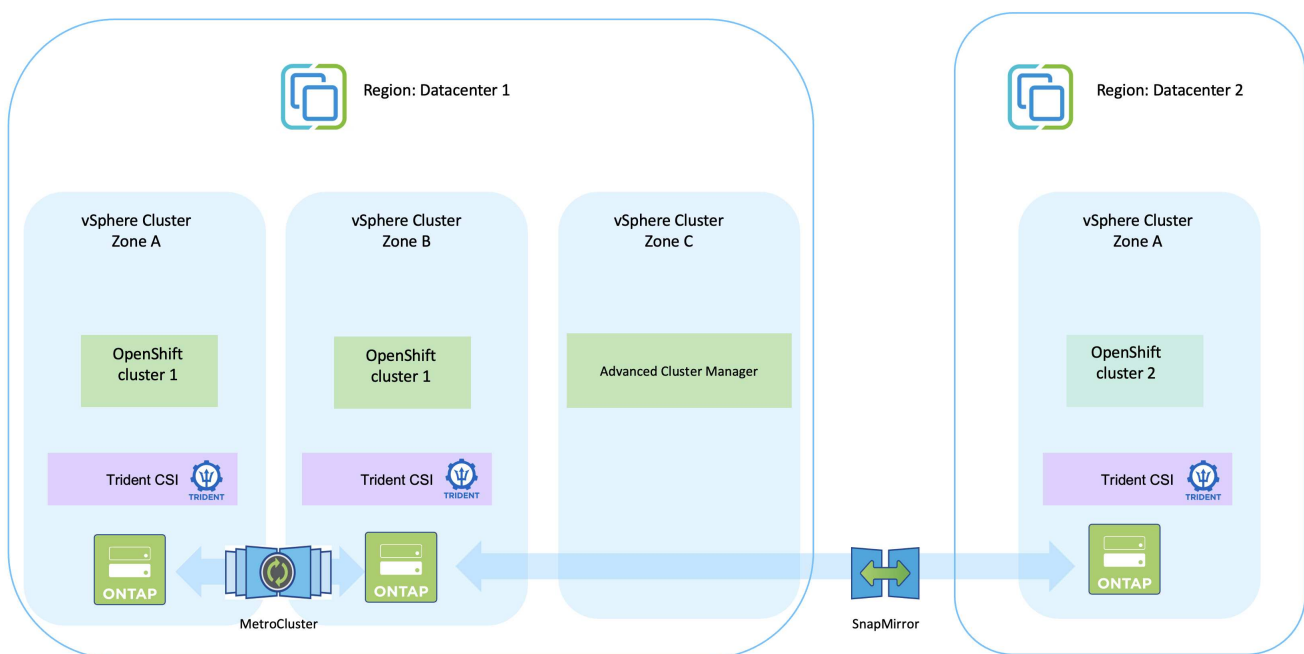 Region: Datacenter 1
Region: Datacenter 2
vSphere Cluster
Zone A
vSphere Cluster
Zone B
vSphere Cluster
Zone C
vSphere Cluster
Zone A
OpenShift
cluster 1
OpenShift
cluster 1
Advanced Cluster Manager
OpenShift
cluster 2
Trident CSI
TRIDENT
Trident CSI
TRIDENT
Trident CSI
TRIDENT
ONTAP
ONTAP
ONTAP
MetroCluster
SnapMirror